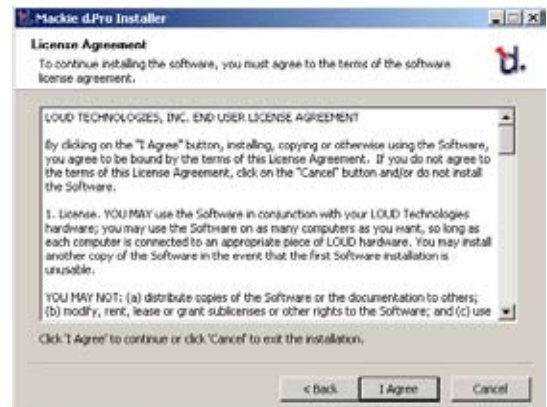 Mackie d.Pro Installer
License Agreement
To continue installing the software, you must agree to the terms of the software
license agreement.
d.
LOUD TECHNOLOGIES, INC. END USER LICENSE AGREEMENT
By clicking on the "I Agree" button, installing, copying or otherwise using the Software,
you agree to be bound by the terms of this License Agreement. If you do not agree to
the terms of this License Agreement, click on the "Cancel" button and/or do not install
the Software.
1. License. YOU MAY use the Software in conjunction with your LOUD Technologies
hardware; you may use the Software on as many computers as you want, so long as
each computer is connected to an appropriate piece of LOUD hardware. You may install
another copy of the Software in the event that the first Software installation is
unusable.
YOU MAY NOT: (a) distribute copies of the Software or the documentation to others;
(b) modify, rent, lease or grant sublicenses or other rights to the Software; and (c) use
Click 'I Agree' to continue or click 'Cancel' to exit the installation.
< Back
I Agree
Cancel